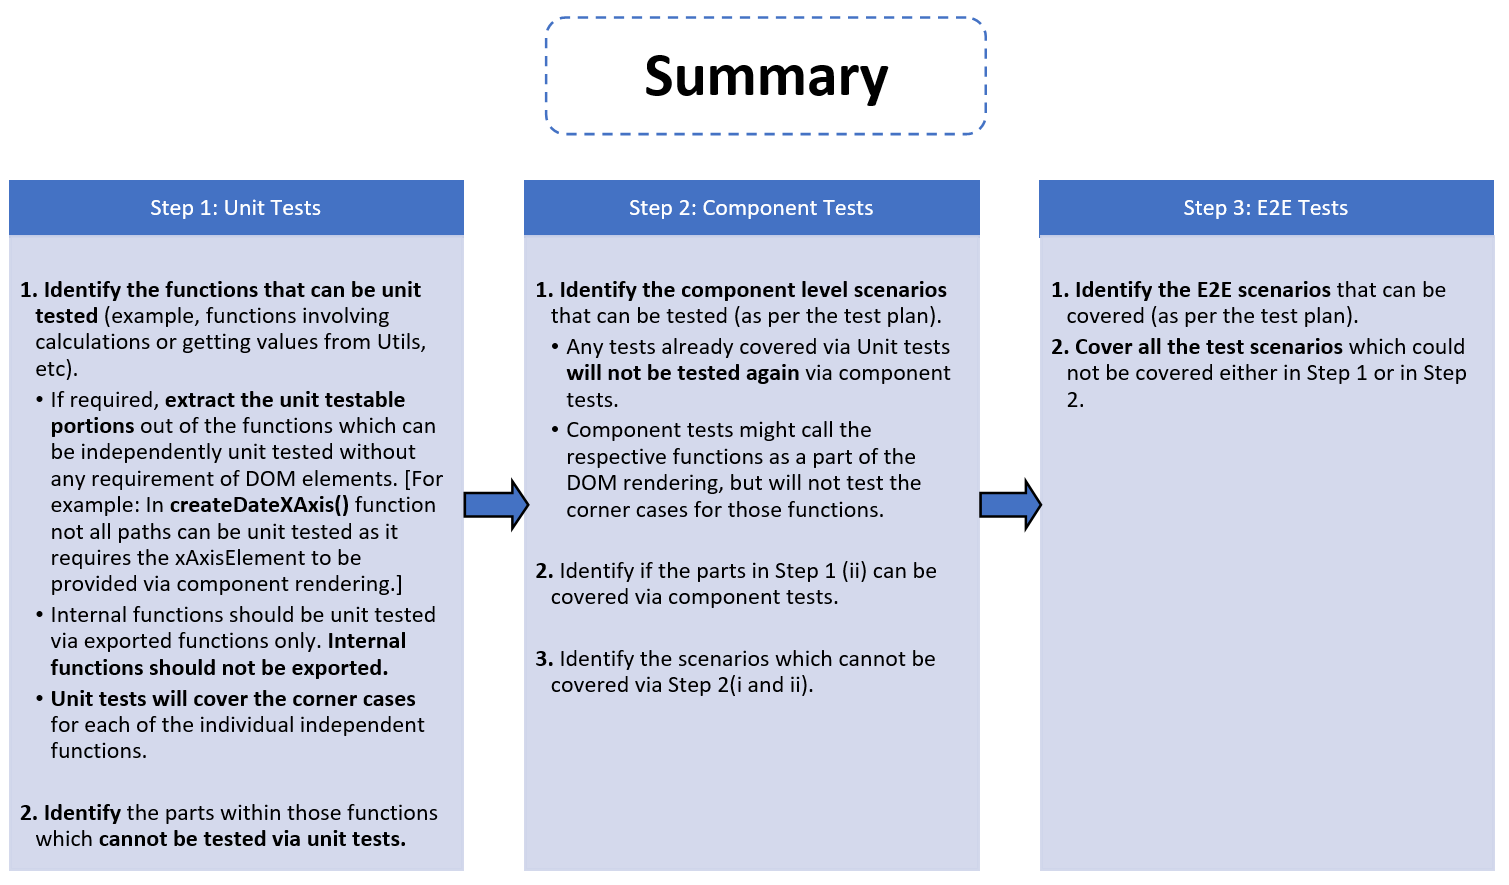 Summary
Step 1: Unit Tests
1. Identify the functions that can be unit
tested (example, functions involving
calculations or getting values from Utils,
etc).
• If required, extract the unit testable
portions out of the functions which can
be independently unit tested without
any requirement of DOM elements. [For
example: In createDateXAxis() function
not all paths can be unit tested as it
requires the xAxisElement to be
provided via component rendering.]
• Internal functions should be unit tested
via exported functions only. Internal
functions should not be exported.
• Unit tests will cover the corner cases
for each of the individual independent
functions.
2. Identify the parts within those functions
which cannot be tested via unit tests.
Step 2: Component Tests
1. Identify the component level scenarios
that can be tested (as per the test plan).
• Any tests already covered via Unit tests
will not be tested again via component
tests.
• Component tests might call the
respective functions as a part of the
DOM rendering, but will not test the
corner cases for those functions.
2. Identify if the parts in Step 1 (ii) can be
covered via component tests.
3. Identify the scenarios which cannot be
covered via Step 2(i and ii).
Step 3: E2E Tests
1. Identify the E2E scenarios that can be
covered (as per the test plan).
2. Cover all the test scenarios which could
not be covered either in Step 1 or in Step
2.